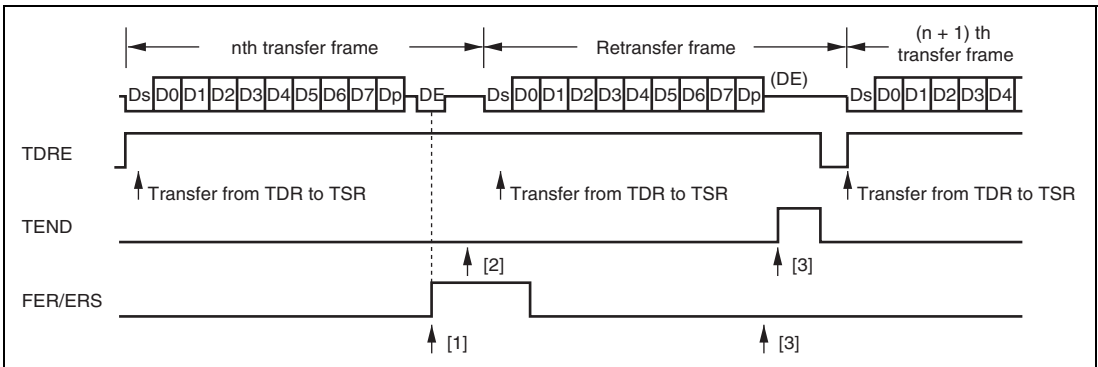 nth transfer frame
Retransfer frame
(n + 1) th
transfer frame
(DE)
Ds D0 D1 D2 D3 D4 D5 D6 D7 Dp DE Ds D0 D1 D2 D3 D4 D5 D6 D7 Dp Ds D0 D1 D2 D3 D4
TDRE
Transfer from TDR to TSR
Transfer from TDR to TSR
Transfer from TDR to TSR
TEND
[2]
[3]
FER/ERS
[1]
[3]